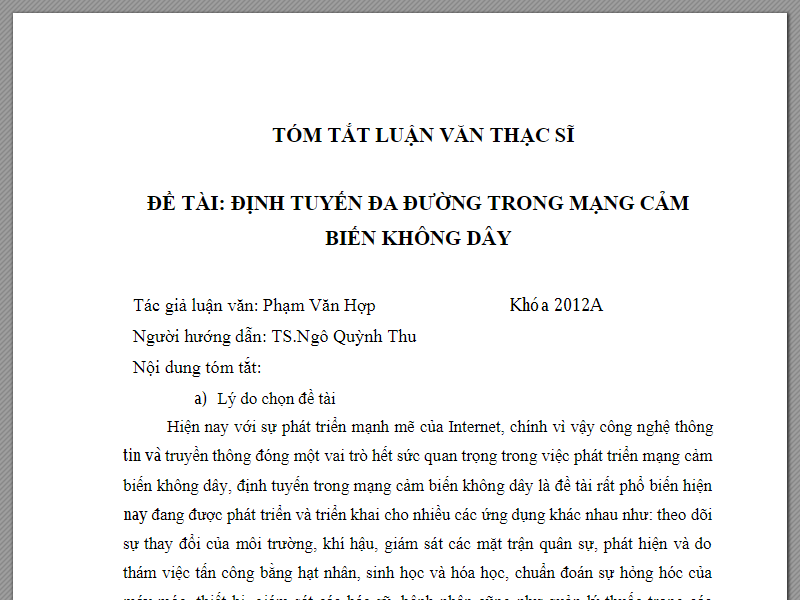 TÓM TẮT LUẬN VĂN THẠC SĨ
ĐỀ TÀI: ĐỊNH TUYẾN ĐA ĐƯỜNG TRONG MẠNG CẢM
BIẾN KHÔNG DÂY
Tác giả luận văn: Phạm Văn Hợp Khóa 2012A
Người hướng dẫn: TS.Ngô Quỳnh Thu
Nội dung tóm tắt:
a) Lý do chọn đề tài
Hiện nay với sự phát triển mạnh mẽ của Internet, chính vì vậy công nghệ thông
tin và truyền thông đóng một vai trò hết sức quan trọng trong việc phát triển mạng cảm
biến không dây, định tuyến trong mạng cảm biến không dây là đề tài rất phổ biến hiện
nay đang được phát triển và triển khai cho nhiều các ứng dụng khác nhau như: theo dõi
sự thay đổi của môi trường, khí hậu, giám sát các mặt trận quân sự, phát hiện và do
thám việc tấn công bằng hạt nhân, sinh học và hóa học, chuẩn đoán sự hỏng hóc của